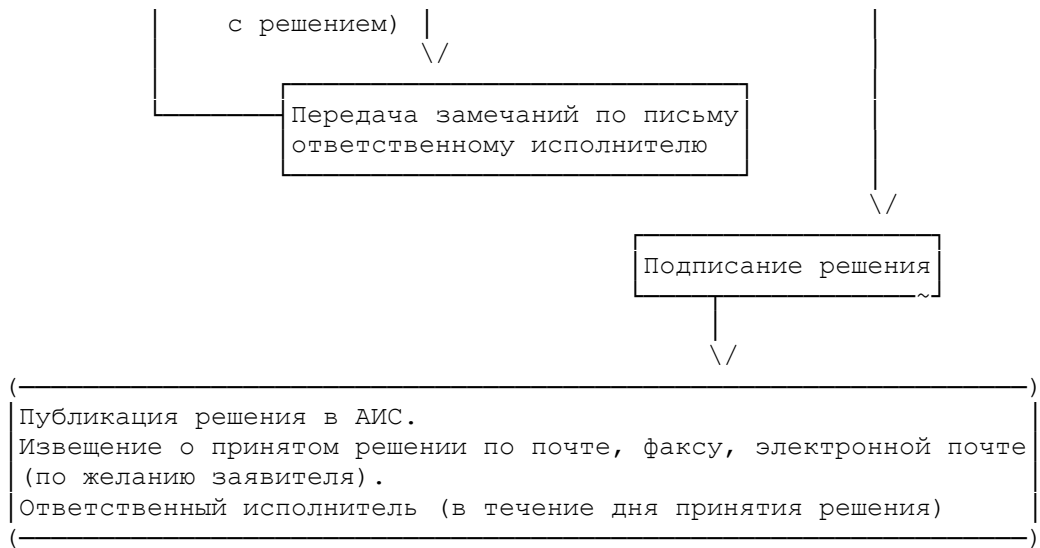 с решением)
Передача замечаний по письму
ответственному исполнителю
Подписание решения
Публикация решения в АИС.
Извещение о принятом решении по почте, факсу, электронной почте
(по желанию заявителя).
Ответственный исполнитель (в течение дня принятия решения)